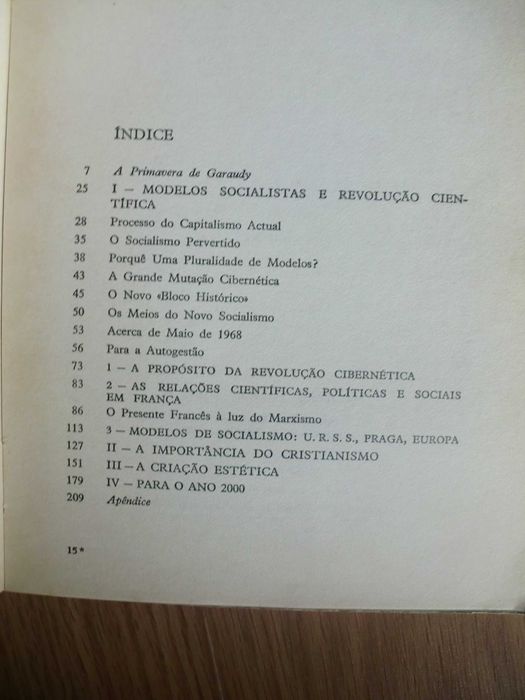 ÍNDICE
7 A Primavera de Garaudy
25 I — MODELOS SOCIALISTAS E REVOLUÇÃO CIEN-
TÍFICA
28 Processo do Capitalismo Actual
35 O Socialismo Pervertido
38 Porquê Uma Pluralidade de Modelos?
43 A Grande Mutação Cibernética
45 O Novo «Bloco Histórico»
50 Os Meios do Novo Socialismo
53 Acerca de Maio de 1968
56 Para a Autogestão
73 1 — A PROPÓSITO DA REVOLUÇÃO CIBERNÉTICA
83 2 — AS RELAÇÕES CIENTÍFICAS, POLÍTICAS E SOCIAIS
EM FRANÇA
86 O Presente Francês à luz do Marxismo
113 3 — MODELOS DE SOCIALISMO: U. R. S. S., PRAGA, EUROPA
127 II — A IMPORTÂNCIA DO CRISTIANISMO
151 III — A CRIAÇÃO ESTÉTICA
179 IV — PARA O ANO 2000
209 Apêndice
15*